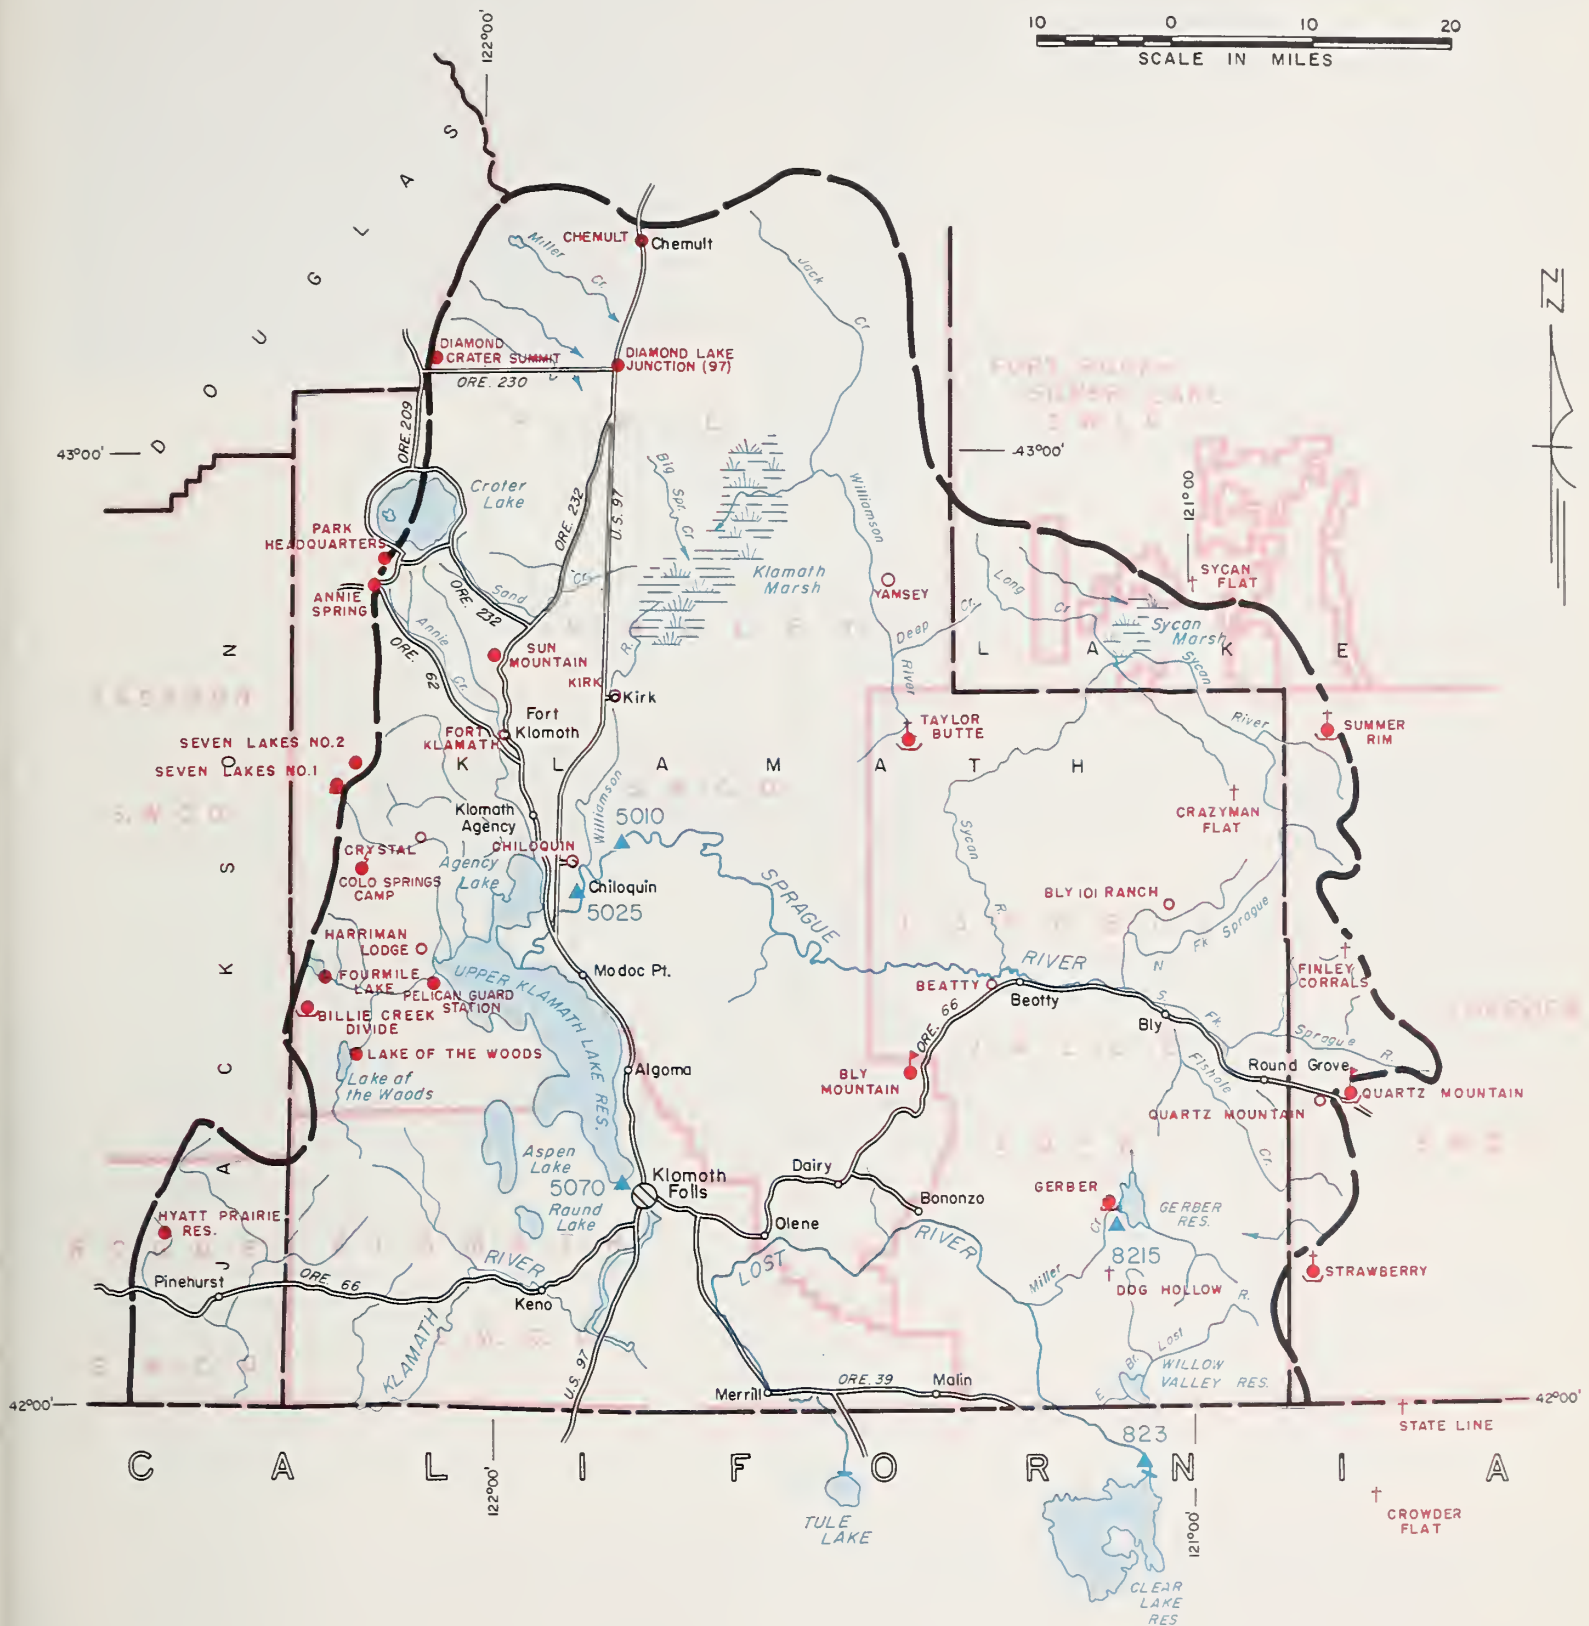 10 0 10 20
SCALE IN MILES
122°00'
DOUGLAS
Miller
Cr.
CHEMULT
Chemult
Jack
Cr
DIAMOND
CRATER SUMMIT
DIAMOND LAKE
JUNCTION (97)
ORE. 230
ORE. 209
43°00'
43°00'
Crater
Lake
Big
Spr.
Cr
ORE. 232
U.S. 97
Williamson
121°00'
PARK
HEADQUARTERS
ANNIE
SPRING
Klamath
Marsh
YAMSEY
SYCAN
FLAT
Long
Cr
Sycan
Marsh
Sand
Cr.
ORE. 232
Annie
Cr.
ORE. 62
SUN
MOUNTAIN
KIRK
Kirk
R.
Deep
Cr.
River
LAKE
Sycan
River
TAYLOR
BUTTE
SUMMER
RIM
Fort
Klamath
FORT
KLAMATH
SEVEN LAKES NO.2
SEVEN LAKES NO.1
KLAMATH
JACKSON
S.W.C.D.
Klamath
Agency
Williamson
5010
CRAZYMAN
FLAT
CRYSTAL
COLD SPRINGS
CAMP
Agency
Lake
CHILOQUIN
Chiloquin
5025
SPRAGUE
RIVER
Sycan
R.
BLY 101 RANCH
N
Fk
Sprague
HARRIMAN
LODGE
FOURMILE
LAKE
PELICAN GUARD
STATION
UPPER KLAMATH LAKE RES.
Modoc Pt.
BEATTY
Beatty
FINLEY
CORRALS
BILLIE CREEK
DIVIDE
LAKE OF THE WOODS
Lake of
the Woods
Algoma
ORE. 66
BLY
MOUNTAIN
Bly
S.
Fk.
Sprague
R.
Round Grove
Fishole
Cr.
QUARTZ MOUNTAIN
QUARTZ MOUNTAIN
Aspen
Lake
5070
Klamath
Falls
Round
Lake
Dairy
Bonanza
Olene
GERBER
GERBER
RES.
8215
HYATT PRAIRIE
RES.
Pinehurst
ORE. 66
RIVER
Keno
KLAMATH
LOST
RIVER
Miller
Cr
DOG HOLLOW
STRAWBERRY
U.S. 97
E
Br.
Lost
R.
WILLOW
VALLEY RES.
Merrill
ORE. 39
Malin
42°00'
42°00'
STATE LINE
823
CALIFORNIA
122°00'
121°00'
TULE
LAKE
CROWDER
FLAT
CLEAR
LAKE
RES